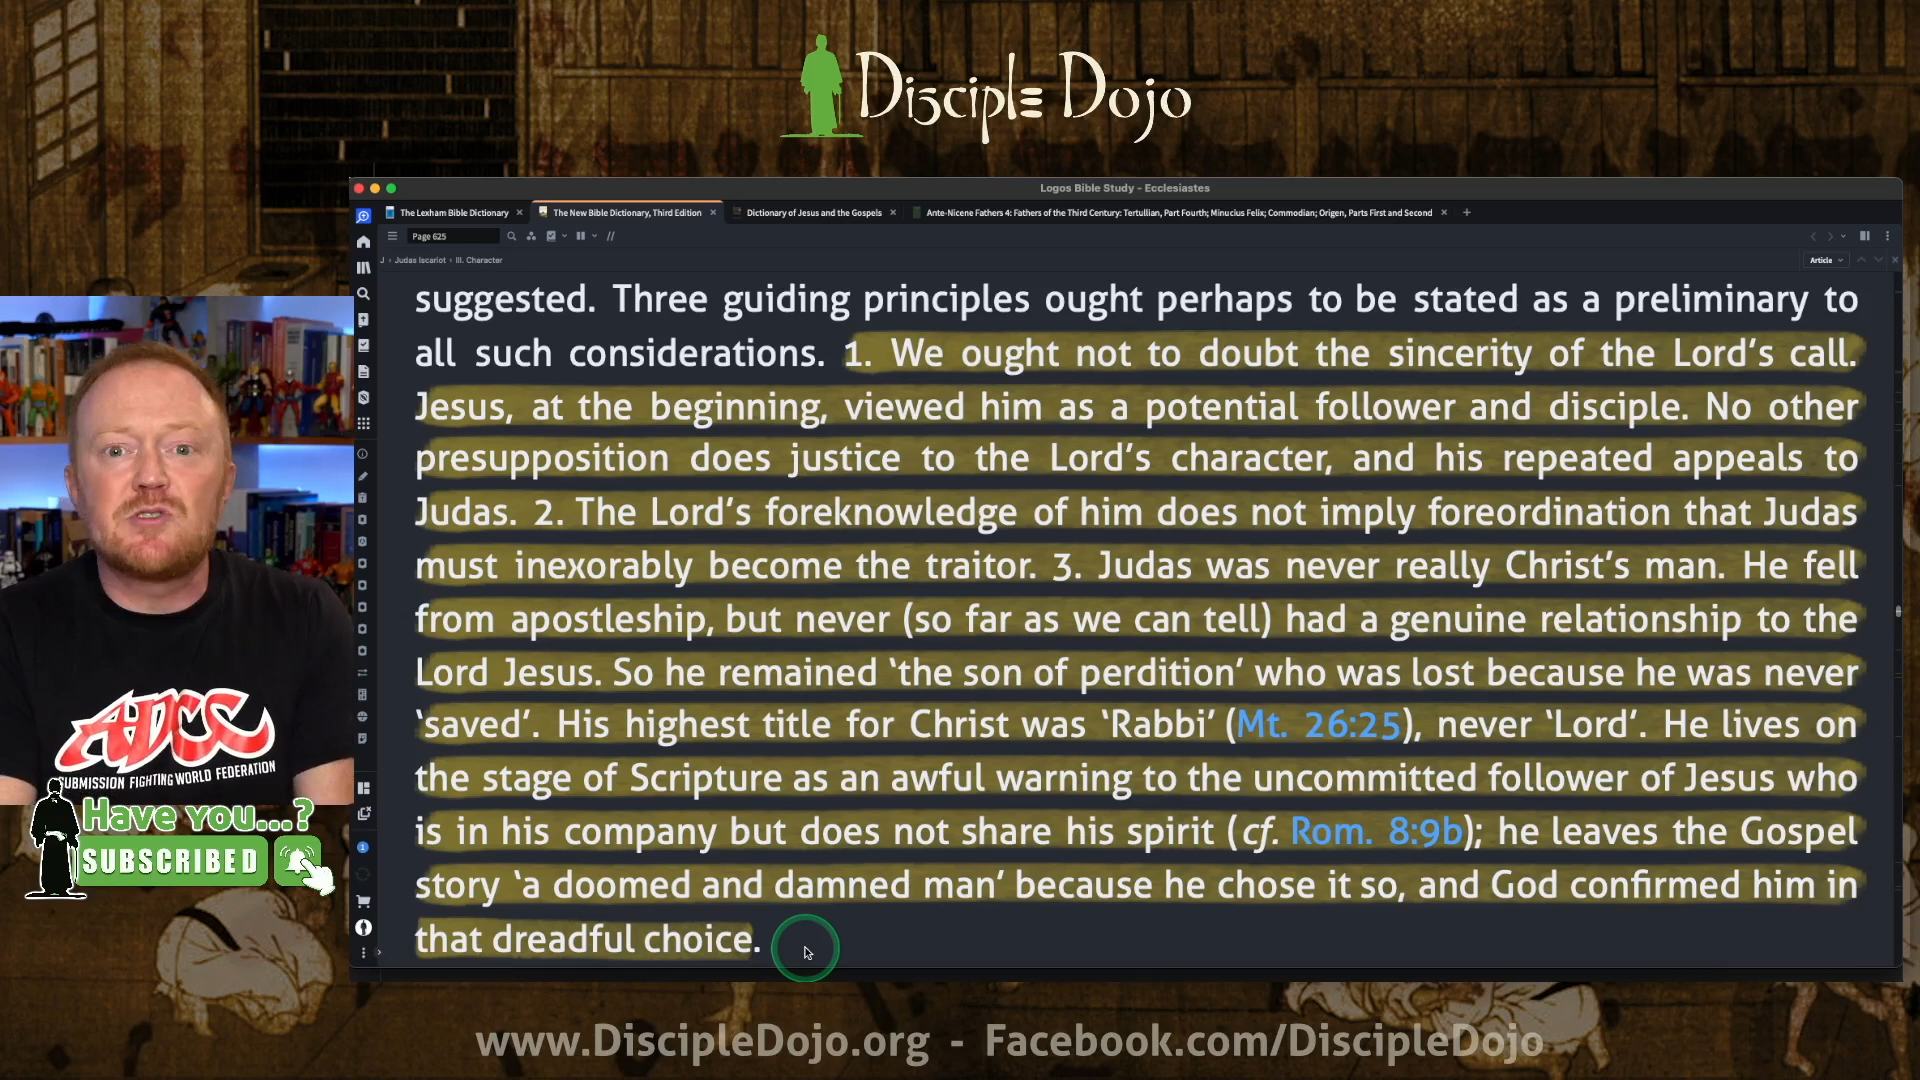 Disciple Dojo
Logos Bible Study - Ecclesiastes
The Lexham Bible Dictionary
The New Bible Dictionary, Third Edition
Dictionary of Jesus and the Gospels
Ante-Nicene Fathers 4: Fathers of the Third Century: Tertullian, Part Fourth; Minucius Felix; Commodian; Origen, Parts First and Second
Page 625
J › Judas Iscariot › III. Character
Article
suggested. Three guiding principles ought perhaps to be stated as a preliminary to
all such considerations. 1. We ought not to doubt the sincerity of the Lord’s call.
Jesus, at the beginning, viewed him as a potential follower and disciple. No other
presupposition does justice to the Lord’s character, and his repeated appeals to
Judas. 2. The Lord’s foreknowledge of him does not imply foreordination that Judas
must inexorably become the traitor. 3. Judas was never really Christ’s man. He fell
from apostleship, but never (so far as we can tell) had a genuine relationship to the
Lord Jesus. So he remained ‘the son of perdition’ who was lost because he was never
‘saved’. His highest title for Christ was ‘Rabbi’ (Mt. 26:25), never ‘Lord’. He lives on
the stage of Scripture as an awful warning to the uncommitted follower of Jesus who
is in his company but does not share his spirit (cf. Rom. 8:9b); he leaves the Gospel
story ‘a doomed and damned man’ because he chose it so, and God confirmed him in
that dreadful choice.
ADCC
SUBMISSION FIGHTING WORLD FEDERATION
Have you...?
SUBSCRIBED
www.DiscipleDojo.org - Facebook.com/DiscipleDojo